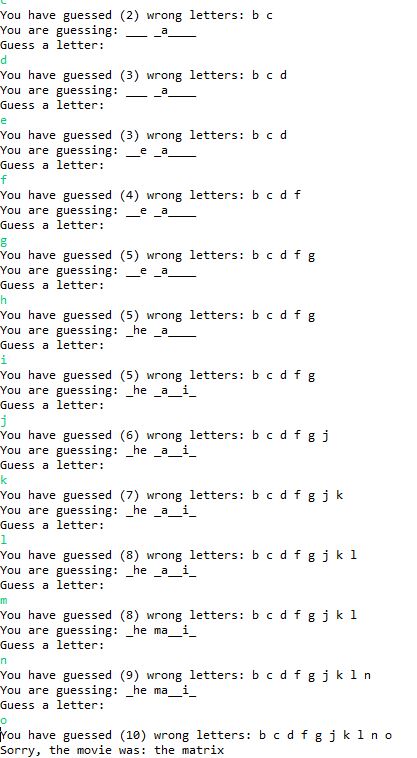 c
You have guessed (2) wrong letters: b c
You are guessing: ___ _a____
Guess a letter:
d
You have guessed (3) wrong letters: b c d
You are guessing: ___ _a____
Guess a letter:
e
You have guessed (3) wrong letters: b c d
You are guessing: __e _a____
Guess a letter:
f
You have guessed (4) wrong letters: b c d f
You are guessing: __e _a____
Guess a letter:
g
You have guessed (5) wrong letters: b c d f g
You are guessing: __e _a____
Guess a letter:
h
You have guessed (5) wrong letters: b c d f g
You are guessing: _he _a____
Guess a letter:
i
You have guessed (5) wrong letters: b c d f g
You are guessing: _he _a__i_
Guess a letter:
j
You have guessed (6) wrong letters: b c d f g j
You are guessing: _he _a__i_
Guess a letter:
k
You have guessed (7) wrong letters: b c d f g j k
You are guessing: _he _a__i_
Guess a letter:
l
You have guessed (8) wrong letters: b c d f g j k l
You are guessing: _he _a__i_
Guess a letter:
m
You have guessed (8) wrong letters: b c d f g j k l
You are guessing: _he ma__i_
Guess a letter:
n
You have guessed (9) wrong letters: b c d f g j k l n
You are guessing: _he ma__i_
Guess a letter:
o
You have guessed (10) wrong letters: b c d f g j k l n o
Sorry, the movie was: the matrix